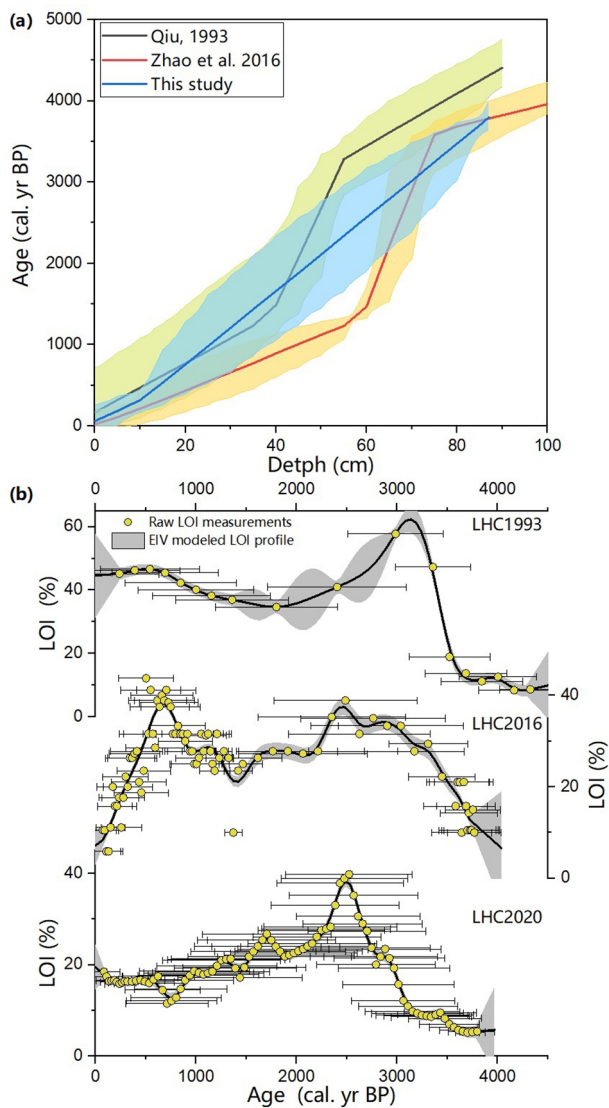 (a)
5000
4000
3000
2000
1000
0
Age (cal. yr BP)
Qiu, 1993
Zhao et al. 2016
This study
0 20 40 60 80 100
Detph (cm)
(b)
0 1000 2000 3000 4000
60
40
20
0
LOI (%)
Raw LOI measurements
EIV modeled LOI profile
LHC1993
40
20
0
LOI (%)
LHC2016
40
20
0
LOI (%)
LHC2020
0 1000 2000 3000 4000
Age (cal. yr BP)